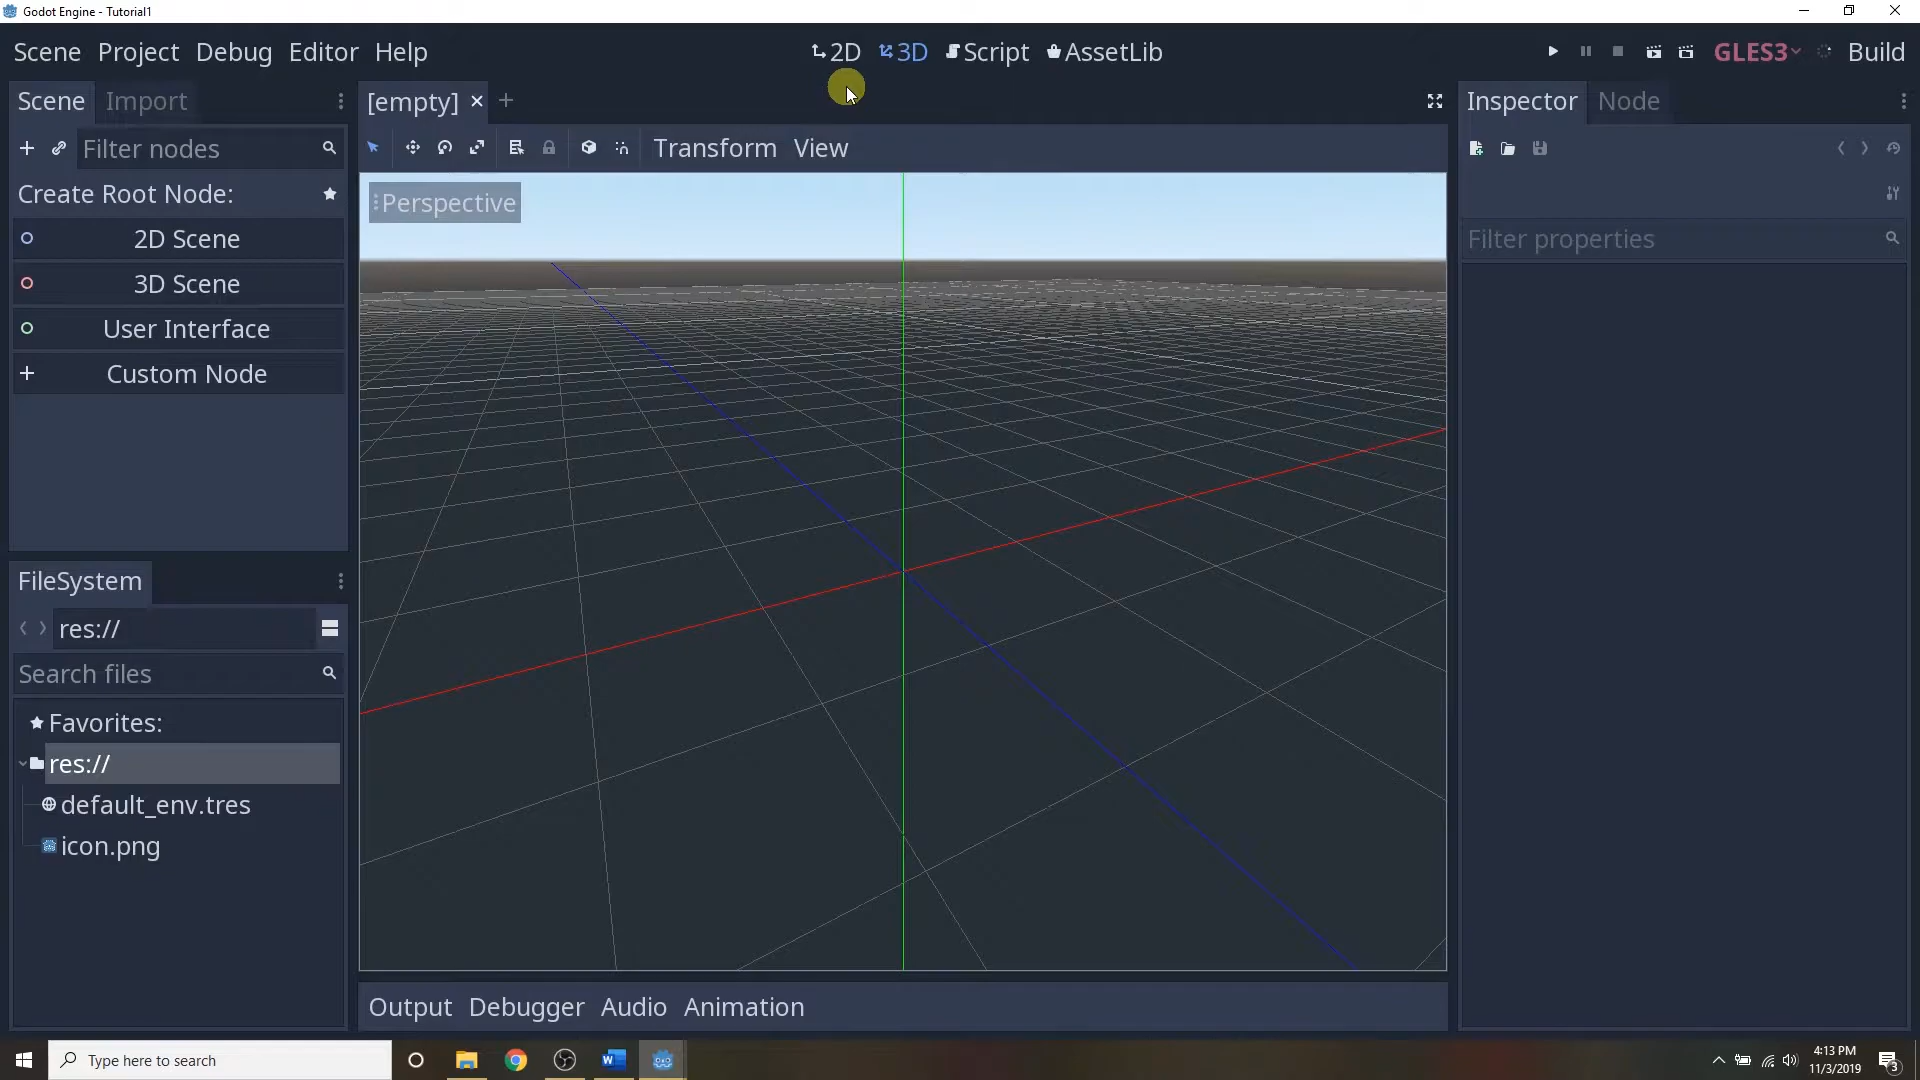 Godot Engine - Tutorial1
Scene Project Debug Editor Help
2D 3D Script AssetLib
GLES3 Build
Scene Import
Filter nodes
Create Root Node:
2D Scene
3D Scene
User Interface
Custom Node
FileSystem
res://
Search files
Favorites:
res://
default_env.tres
icon.png
[empty]
Transform View
Perspective
Output Debugger Audio Animation
Inspector Node
Filter properties
Type here to search
4:13 PM
11/3/2019
3